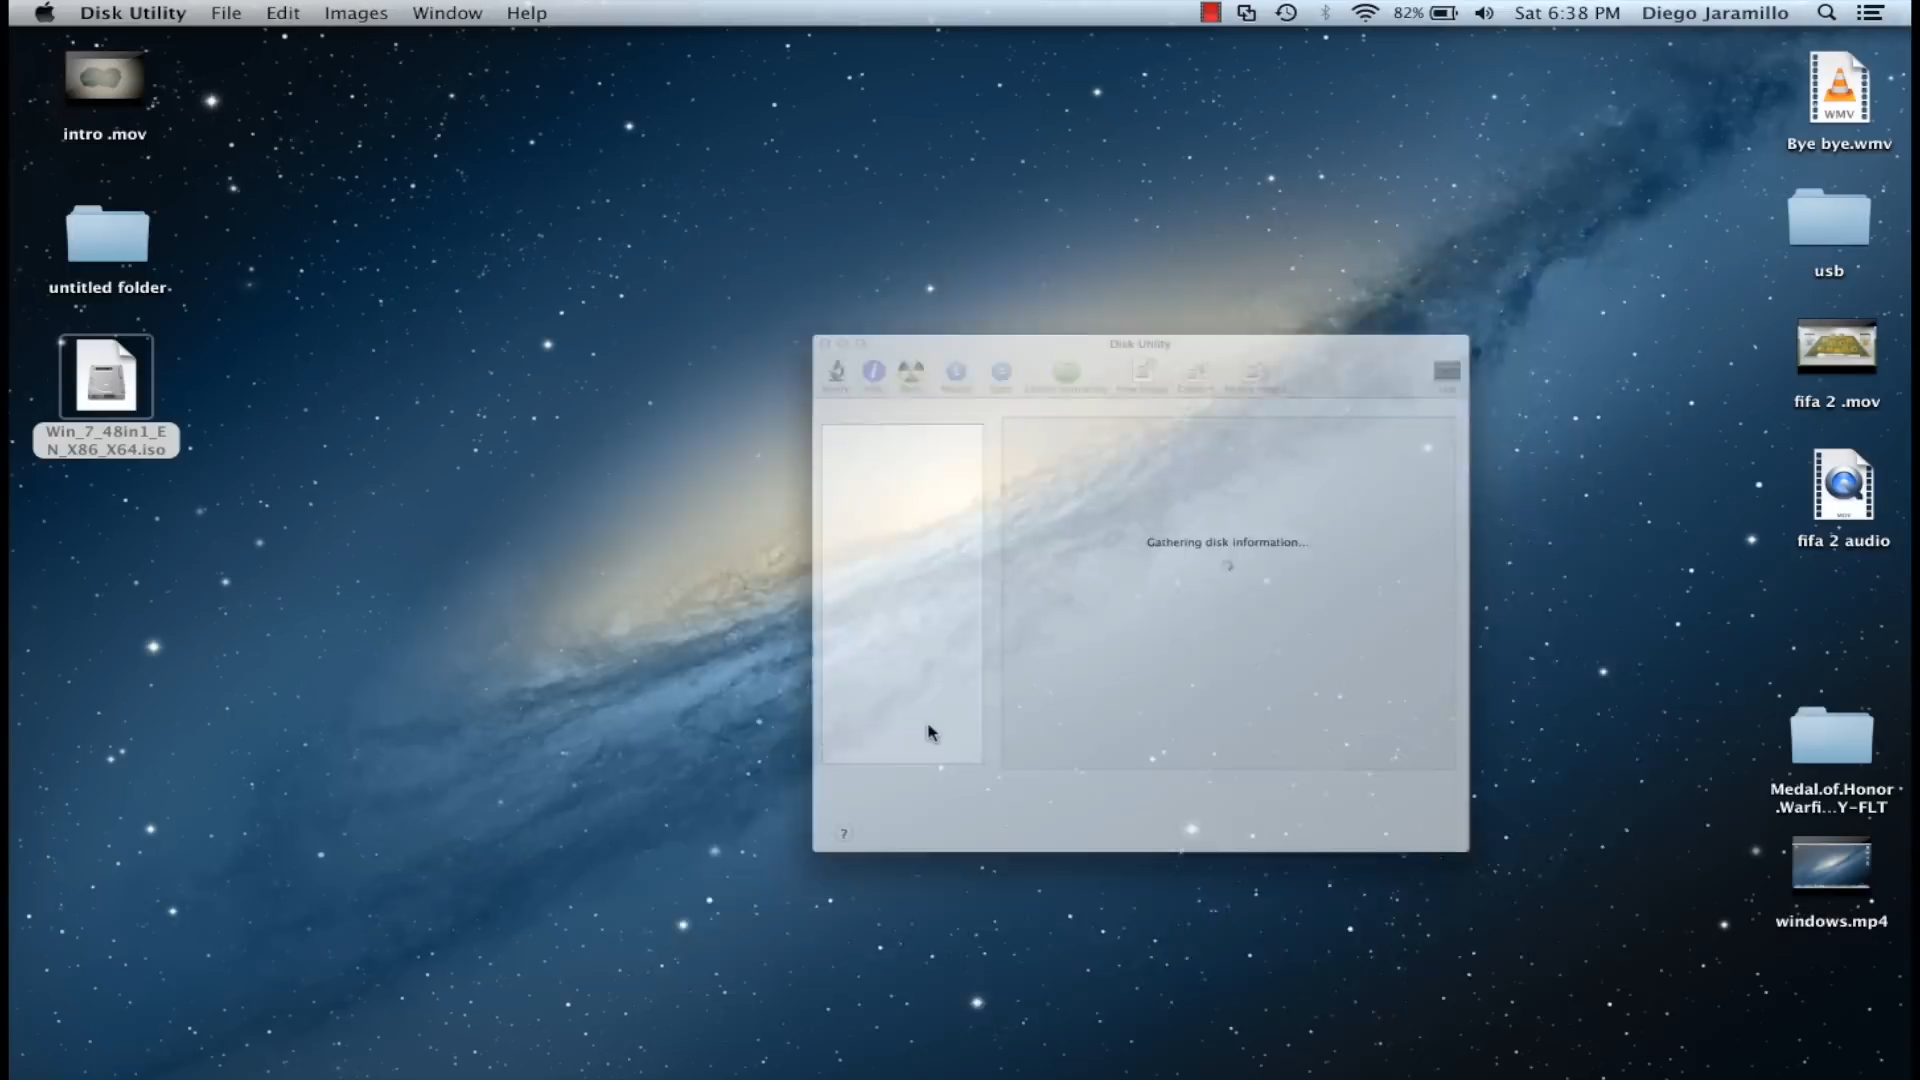 Disk Utility File Edit Images Window Help 82% Sat 6:38 PM Diego Jaramillo
intro .mov
untitled folder
Win_7_48in1_E
N_X86_X64.iso
Disk Utility
Gathering disk information...
?
WMV
Bye bye.wmv
usb
fifa 2 .mov
MOV
fifa 2 audio
Medal.of.Honor
.Warfi...Y-FLT
windows.mp4